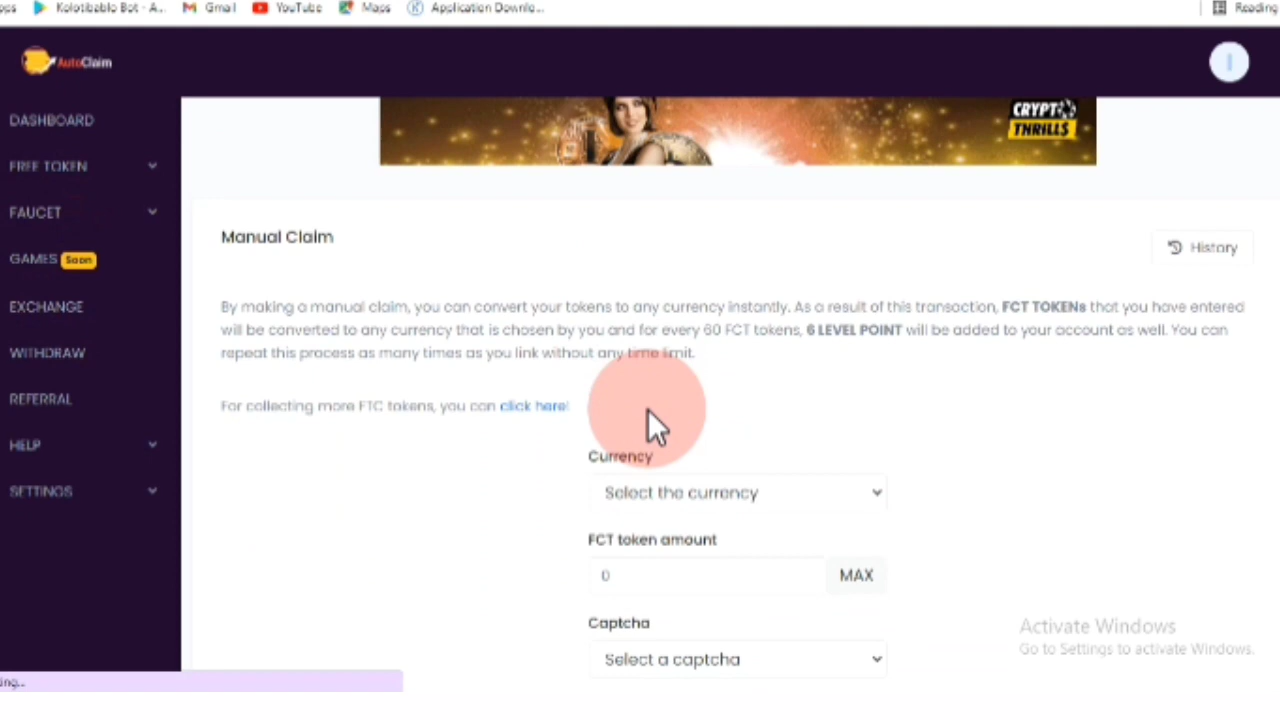 Kolotibablo Bot - A... Gmail YouTube Maps Application Downlo... Reading
AutoClaim
DASHBOARD
FREE TOKEN
FAUCET
GAMES Soon
EXCHANGE
WITHDRAW
REFERRAL
HELP
SETTINGS
CRYPTO
THRILLS
Manual Claim
History
By making a manual claim, you can convert your tokens to any currency instantly. As a result of this transaction, FCT TOKENs that you have entered
will be converted to any currency that is chosen by you and for every 60 FCT tokens, 6 LEVEL POINT will be added to your account as well. You can
repeat this process as many times as you link without any time limit.
For collecting more FTC tokens, you can click here!
Currency
Select the currency
FCT token amount
0
MAX
Captcha
Select a captcha
Activate Windows
Go to Settings to activate Windows.